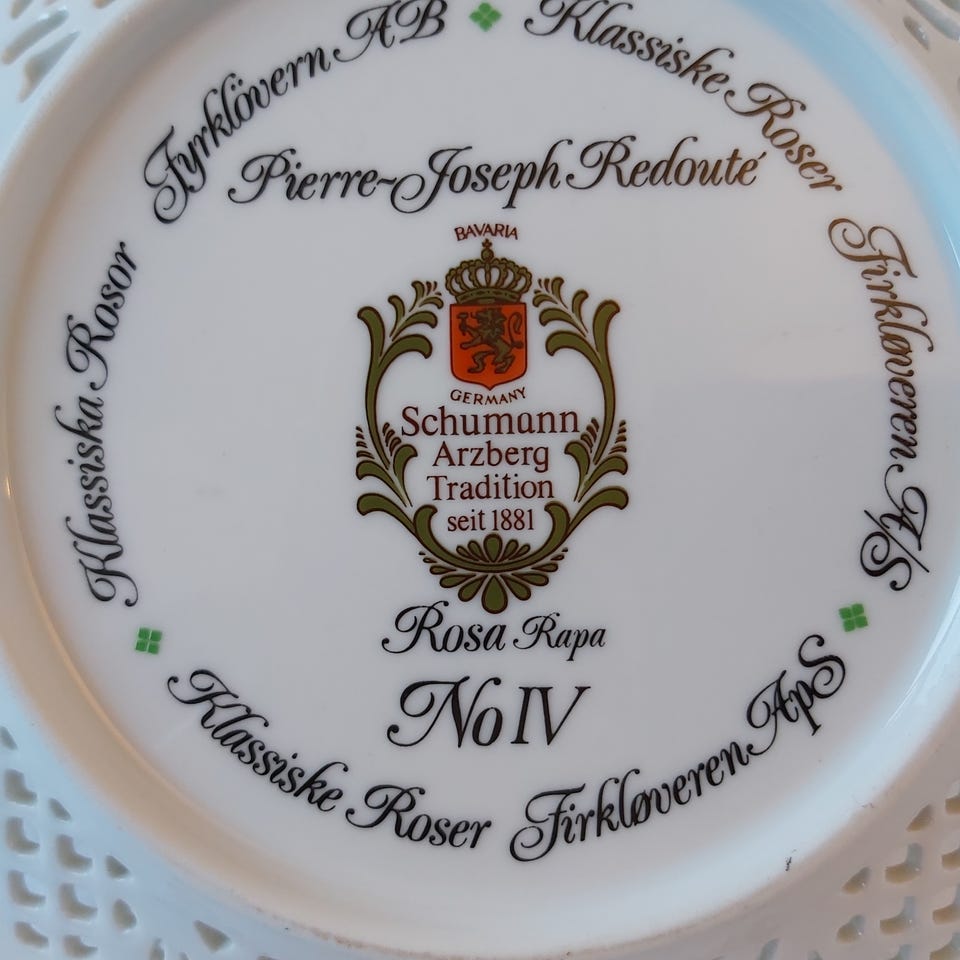 Klassiska Rosor Fyrklövern AB
Klassiske Roser Firkløveren A/S
Pierre-Joseph Redouté
BAVARIA
GERMANY
Schumann
Arzberg
Tradition
seit 1881
Rosa Rapa
No IV
Klassiske Roser Firkløveren ApS